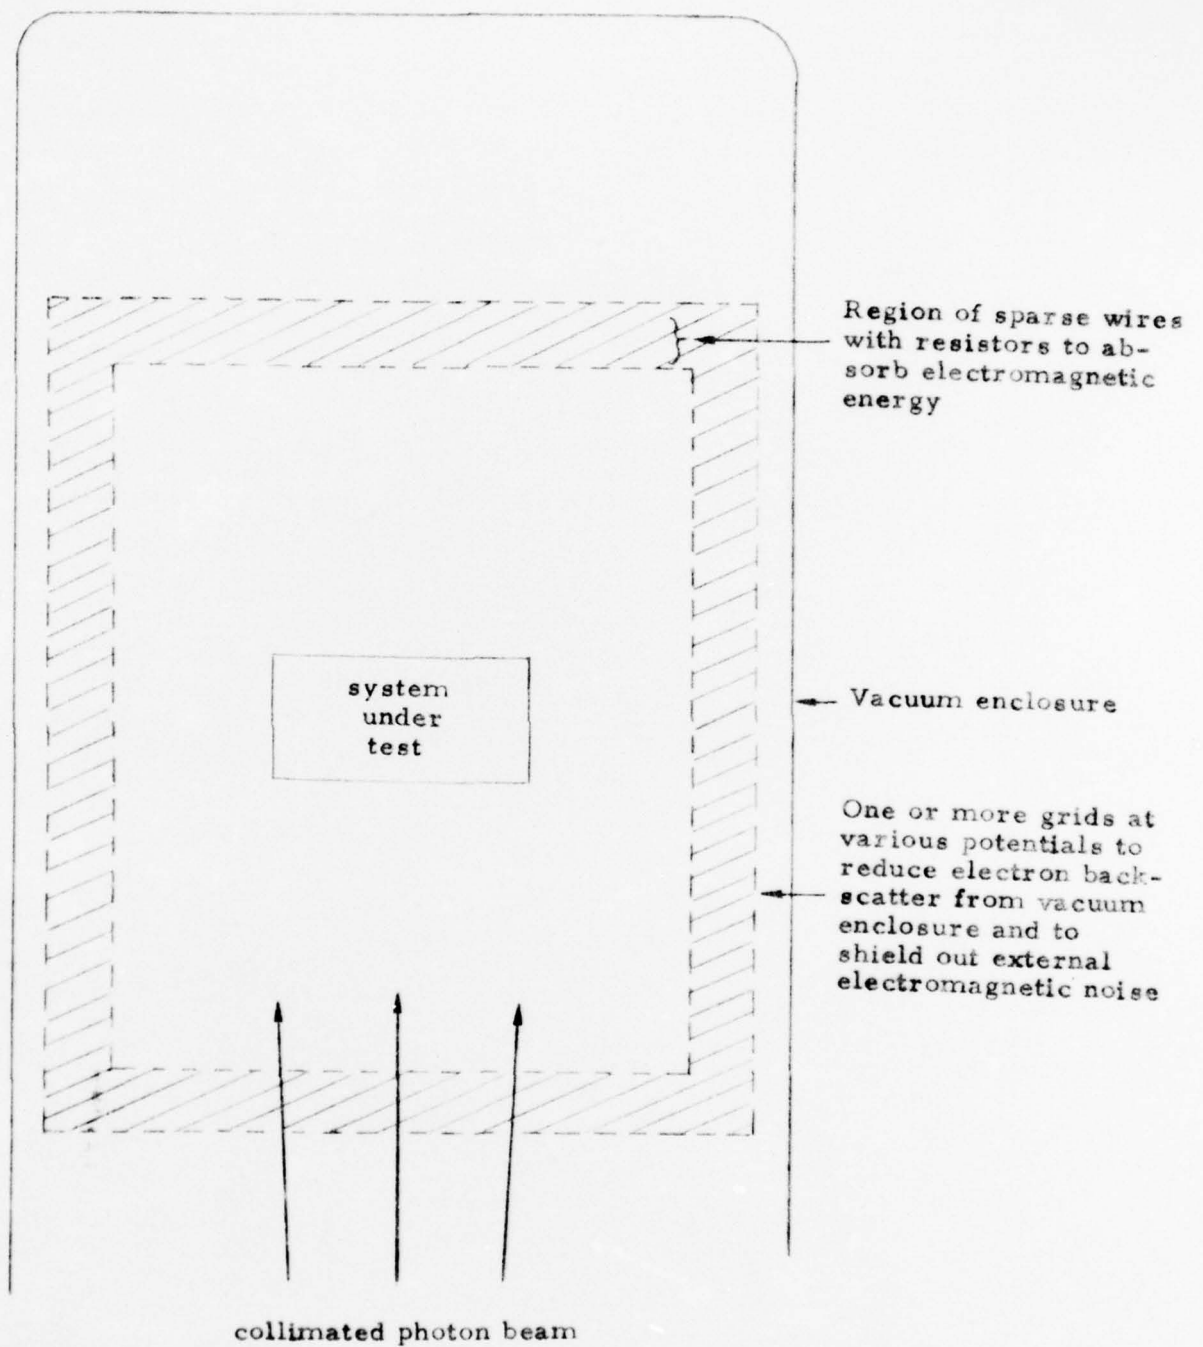 Region of sparse wires
with resistors to ab-
sorb electromagnetic
energy
system
under
test
Vacuum enclosure
One or more grids at
various potentials to
reduce electron back-
scatter from vacuum
enclosure and to
shield out external
electromagnetic noise
collimated photon beam